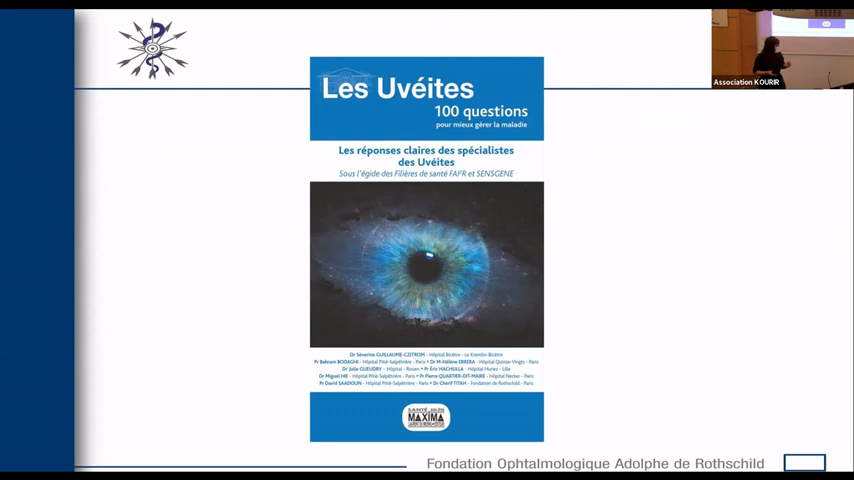 Association KOURIR
Les Uvéites
100 questions
pour mieux gérer la maladie
Les réponses claires des spécialistes
des Uvéites
Sous l'égide des Filières de santé FAI²R et SENSGENE
Dr Séverine GUILLAUME-CZITROM - Hôpital Bicêtre - Le Kremlin-Bicêtre
Pr Bahram BODAGHI - Hôpital Pitié-Salpêtrière - Paris • Dr M-Hélène ERRERA - Hôpital Quinze-Vingts - Paris
Dr Julie GUEUDRY - Hôpital - Rouen • Pr Éric HACHULLA - Hôpital Huriez - Lille
Dr Miguel HIE - Hôpital Pitié-Salpétrière - Paris • Pr Pierre QUARTIER-DIT-MAIRE - Hôpital Necker - Paris
Pr David SAADOUN - Hôpital Pitié-Salpétrière - Paris • Dr Cherif TITAH - Fondation de Rothschild - Paris
MAXIMA
Fondation Ophtalmologique Adolphe de Rothschild